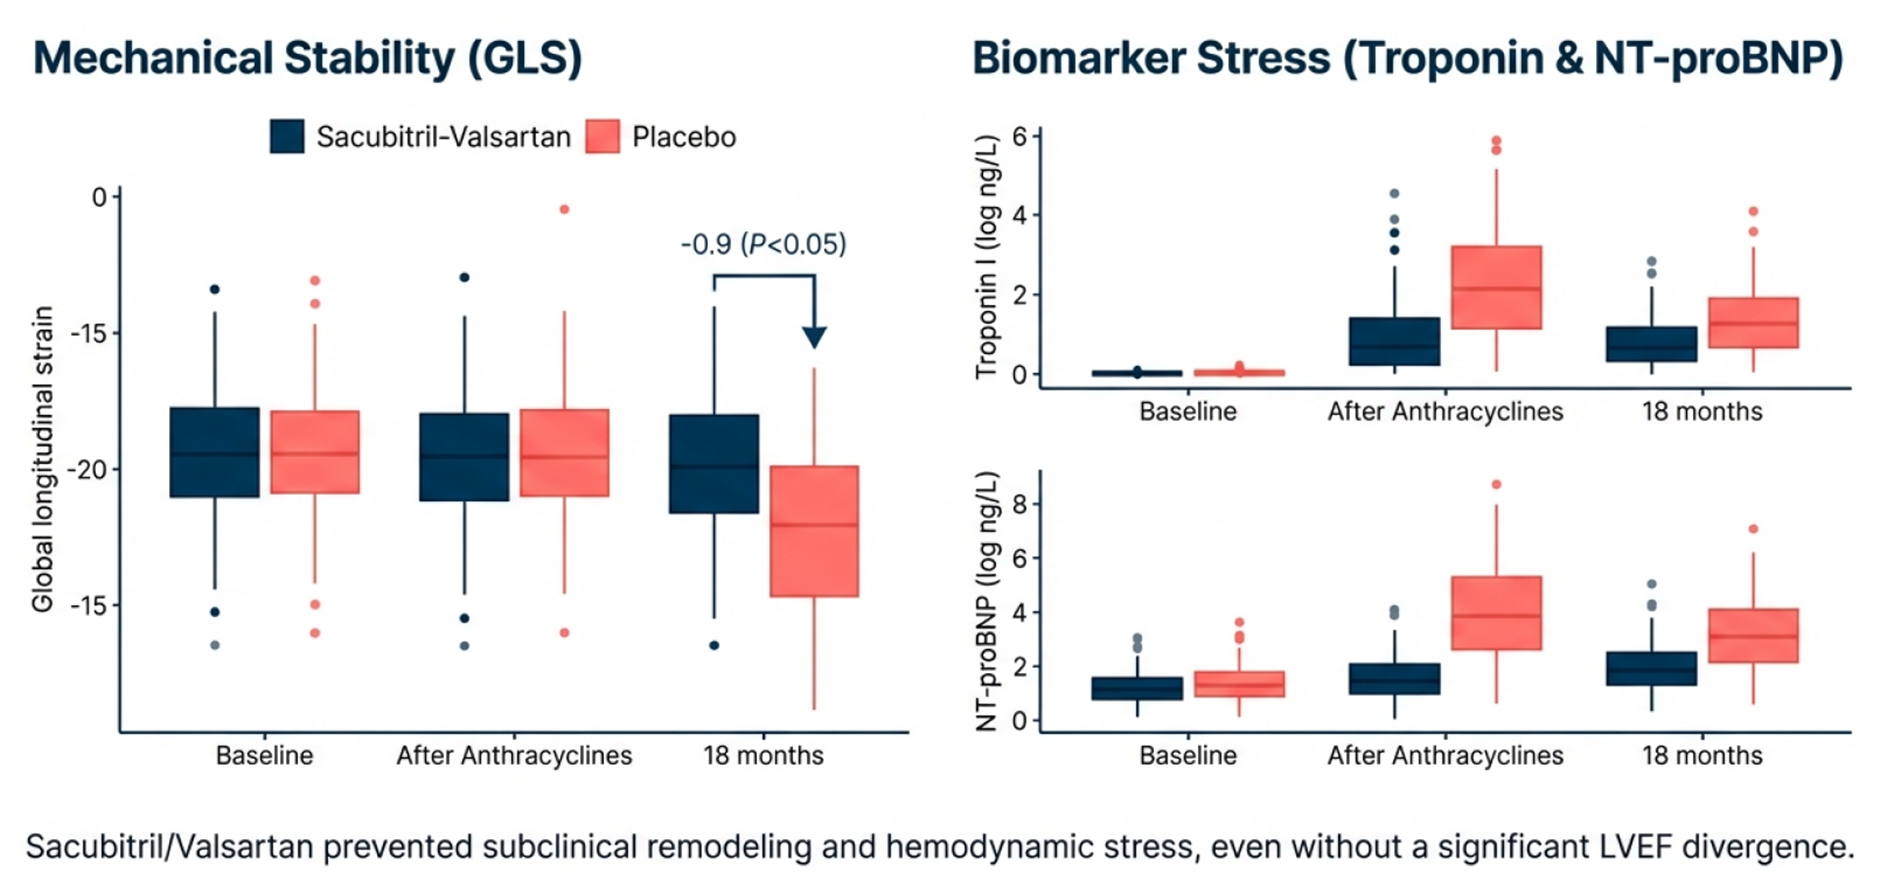 Mechanical Stability (GLS)
Sacubitril-Valsartan
Placebo
Global longitudinal strain
0
-15
-20
-15
-0.9 (P<0.05)
Baseline
After Anthracyclines
18 months
Biomarker Stress (Troponin & NT-proBNP)
Troponin I (log ng/L)
6
4
2
0
Baseline
After Anthracyclines
18 months
NT-proBNP (log ng/L)
8
6
4
2
0
Baseline
After Anthracyclines
18 months
Sacubitril/Valsartan prevented subclinical remodeling and hemodynamic stress, even without a significant LVEF divergence.